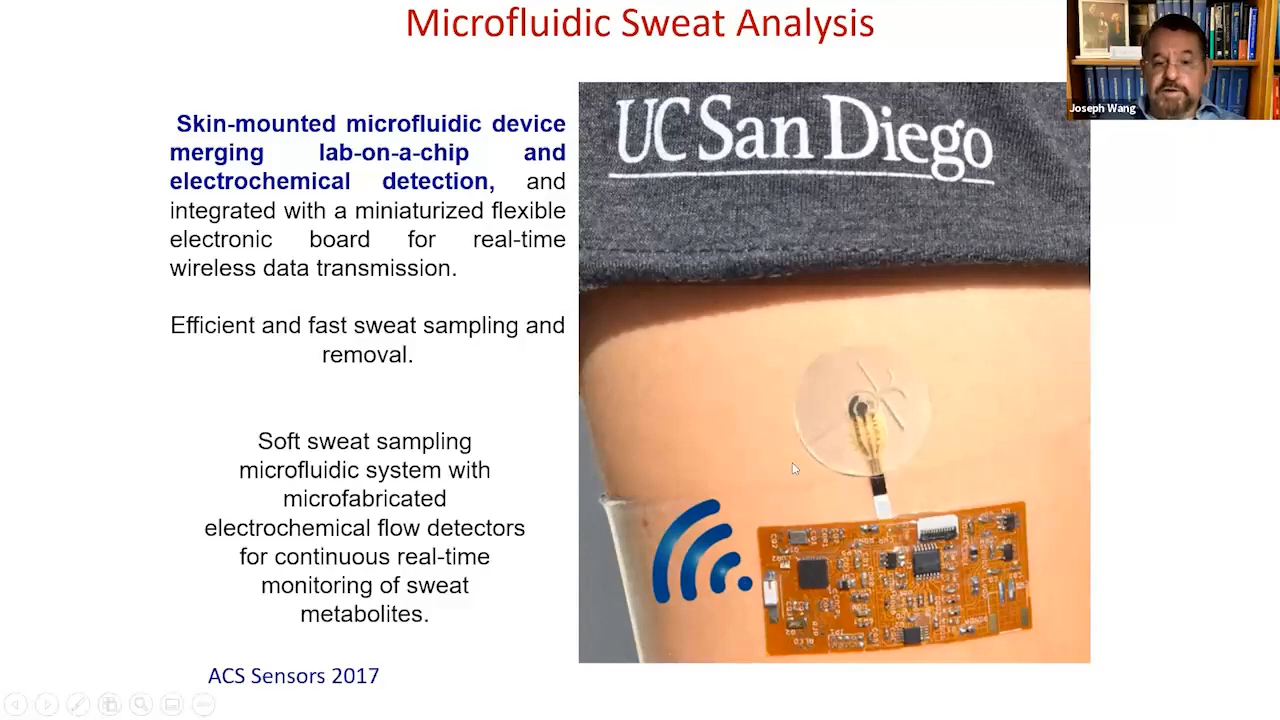 Microfluidic Sweat Analysis
Joseph Wang
Skin-mounted microfluidic device
merging lab-on-a-chip and
electrochemical detection, and
integrated with a miniaturized flexible
electronic board for real-time
wireless data transmission.
Efficient and fast sweat sampling and
removal.
Soft sweat sampling
microfluidic system with
microfabricated
electrochemical flow detectors
for continuous real-time
monitoring of sweat
metabolites.
ACS Sensors 2017
UC San Diego